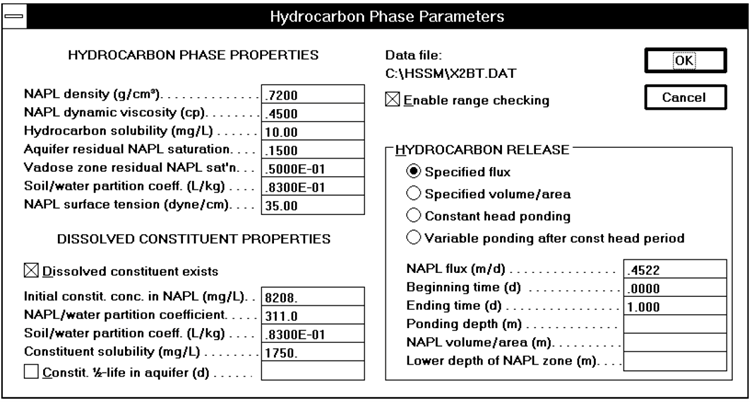 Hydrocarbon Phase Parameters
HYDROCARBON PHASE PROPERTIES
NAPL density (g/cm³). . . . . . . . . . . . . . .7200
NAPL dynamic viscosity (cp). . . . .4500
Hydrocarbon solubility (mg/L) . . . . . . 10.00
Aquifer residual NAPL saturation. . . . .1500
Vadose zone residual NAPL sat'n. . . .5000E-01
Soil/water partition coeff. (L/kg) . . . . .8300E-01
NAPL surface tension (dyne/cm). . . . 35.00
DISSOLVED CONSTITUENT PROPERTIES
Dissolved constituent exists
Initial constit. conc. in NAPL (mg/L). . 8208.
NAPL/water partition coefficient. . . . . 311.0
Soil/water partition coeff. (L/kg) . . . . .8300E-01
Constituent solubility (mg/L) . . . . . . . . 1750.
Constit. ½-life in aquifer (d) . . . . . .
Data file:
C:\HSSM\X2BT.DAT
Enable range checking
OK
Cancel
HYDROCARBON RELEASE
Specified flux
Specified volume/area
Constant head ponding
Variable ponding after const head period
NAPL flux (m/d) . . . . . . . . . . . . . . . .4522
Beginning time (d) . . . . . . . . . . . . .0000
Ending time (d) . . . . . . . . . . . . . . . . 1.000
Ponding depth (m) . . . . . . . . . . . . .
NAPL volume/area (m). . . . . . . . . .
Lower depth of NAPL zone (m). . . .